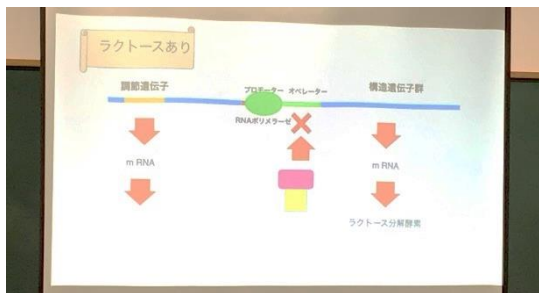 ラクトースあり
調節遺伝子
プロモーター オペレーター
構造遺伝子群
RNAポリメラーゼ
m RNA
m RNA
ラクトース分解酵素